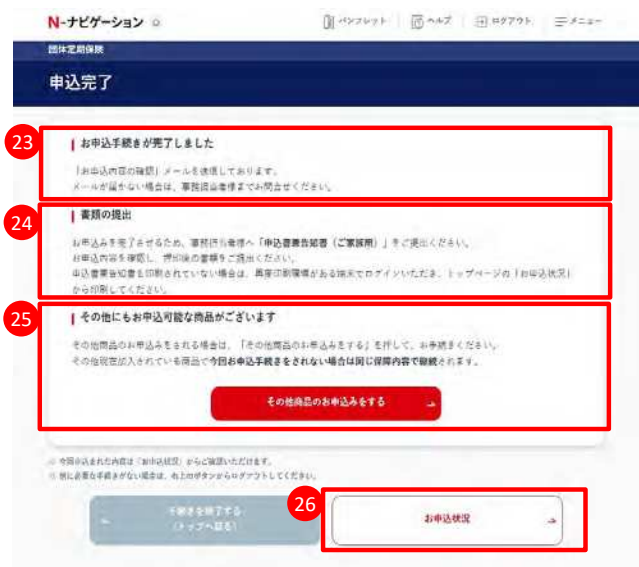 N-ナビゲーション
パンフレット
ヘルプ
ログアウト
メニュー
団体定期保険
申込完了
23
お申込手続きが完了しました
「お申込内容の確認」メールを送信しております。
メールが届かない場合は、事務担当者様までお問合せください。
24
書類の提出
お申込みを完了させるため、事務担当者様へ「申込書兼告知書（ご家族用）」をご提出ください。
お申込内容を確認し、押印後の書類をご提出ください。
申込書兼告知書を印刷されていない場合は、再度印刷環境がある端末でログインいただき、トップページの「お申込状況」
から印刷してください。
25
その他にもお申込可能な商品がございます
その他商品のお申込みをされる場合は、「その他商品のお申込みをする」を押して、お手続きください。
その他現在加入されている商品で今回お申込手続きをされない場合は同じ保障内容で継続されます。
その他商品のお申込みをする
※ 今回申込まれた内容は「お申込状況」からご確認いただけます。
※ 他に必要な手続きがない場合は、右上のボタンからログアウトしてください。
手続きを終了する
（トップへ戻る）
26
お申込状況